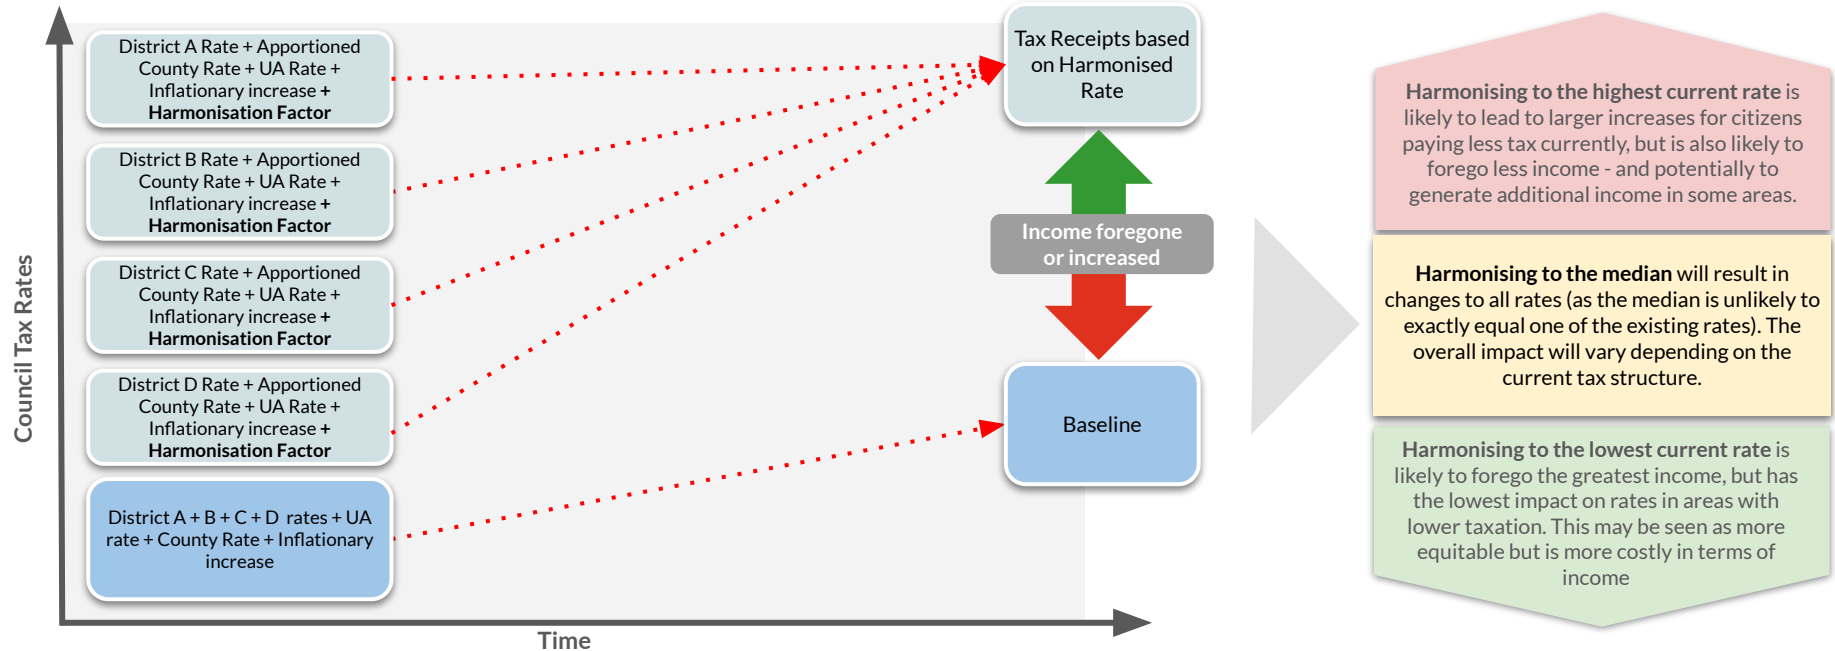 Council Tax Rates
District A Rate + Apportioned
County Rate + UA Rate +
Inflationary increase +
Harmonisation Factor
District B Rate + Apportioned
County Rate + UA Rate +
Inflationary increase +
Harmonisation Factor
District C Rate + Apportioned
County Rate + UA Rate +
Inflationary increase +
Harmonisation Factor
District D Rate + Apportioned
County Rate + UA Rate +
Inflationary increase +
Harmonisation Factor
District A + B + C + D rates + UA
rate + County Rate + Inflationary
increase
Time
Tax Receipts based
on Harmonised
Rate
Income foregone
or increased
Baseline
Harmonising to the highest current rate is
likely to lead to larger increases for citizens
paying less tax currently, but is also likely to
forego less income - and potentially to
generate additional income in some areas.
Harmonising to the median will result in
changes to all rates (as the median is unlikely to
exactly equal one of the existing rates). The
overall impact will vary depending on the
current tax structure.
Harmonising to the lowest current rate is
likely to forego the greatest income, but has
the lowest impact on rates in areas with
lower taxation. This may be seen as more
equitable but is more costly in terms of
income